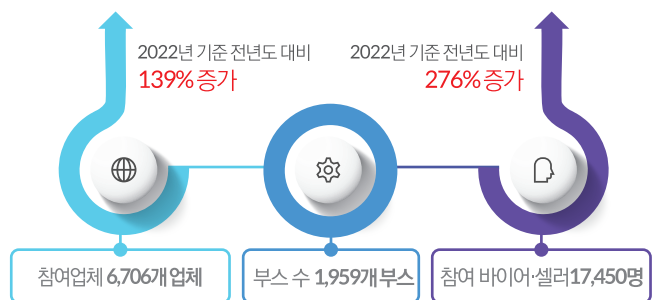 2022년 기준 전년도 대비
139% 증가
2022년 기준 전년도 대비
276% 증가
참여업체 6,706개 업체
부스 수 1,959개 부스
참여 바이어·셀러17,450명